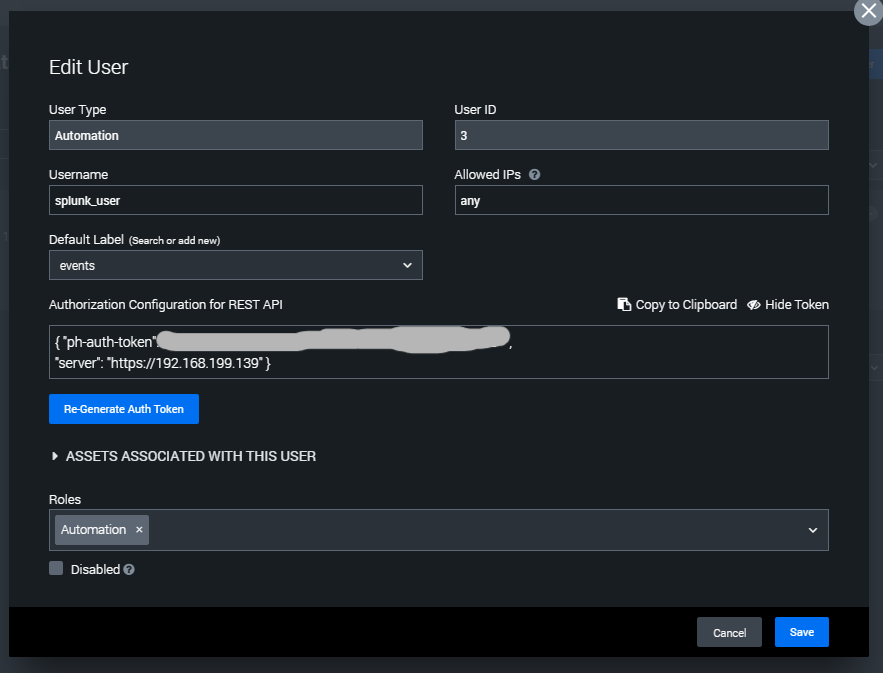 Edit User
User Type
User ID
Automation
3
Username
Allowed IPs
splunk_user
any
Default Label (Search or add new)
events
Authorization Configuration for REST API
Copy to Clipboard
Hide Token
{ "ph-auth-token":
,
"server": "https://192.168.199.139" }
Re-Generate Auth Token
ASSETS ASSOCIATED WITH THIS USER
Roles
Automation ×
Disabled
Cancel
Save